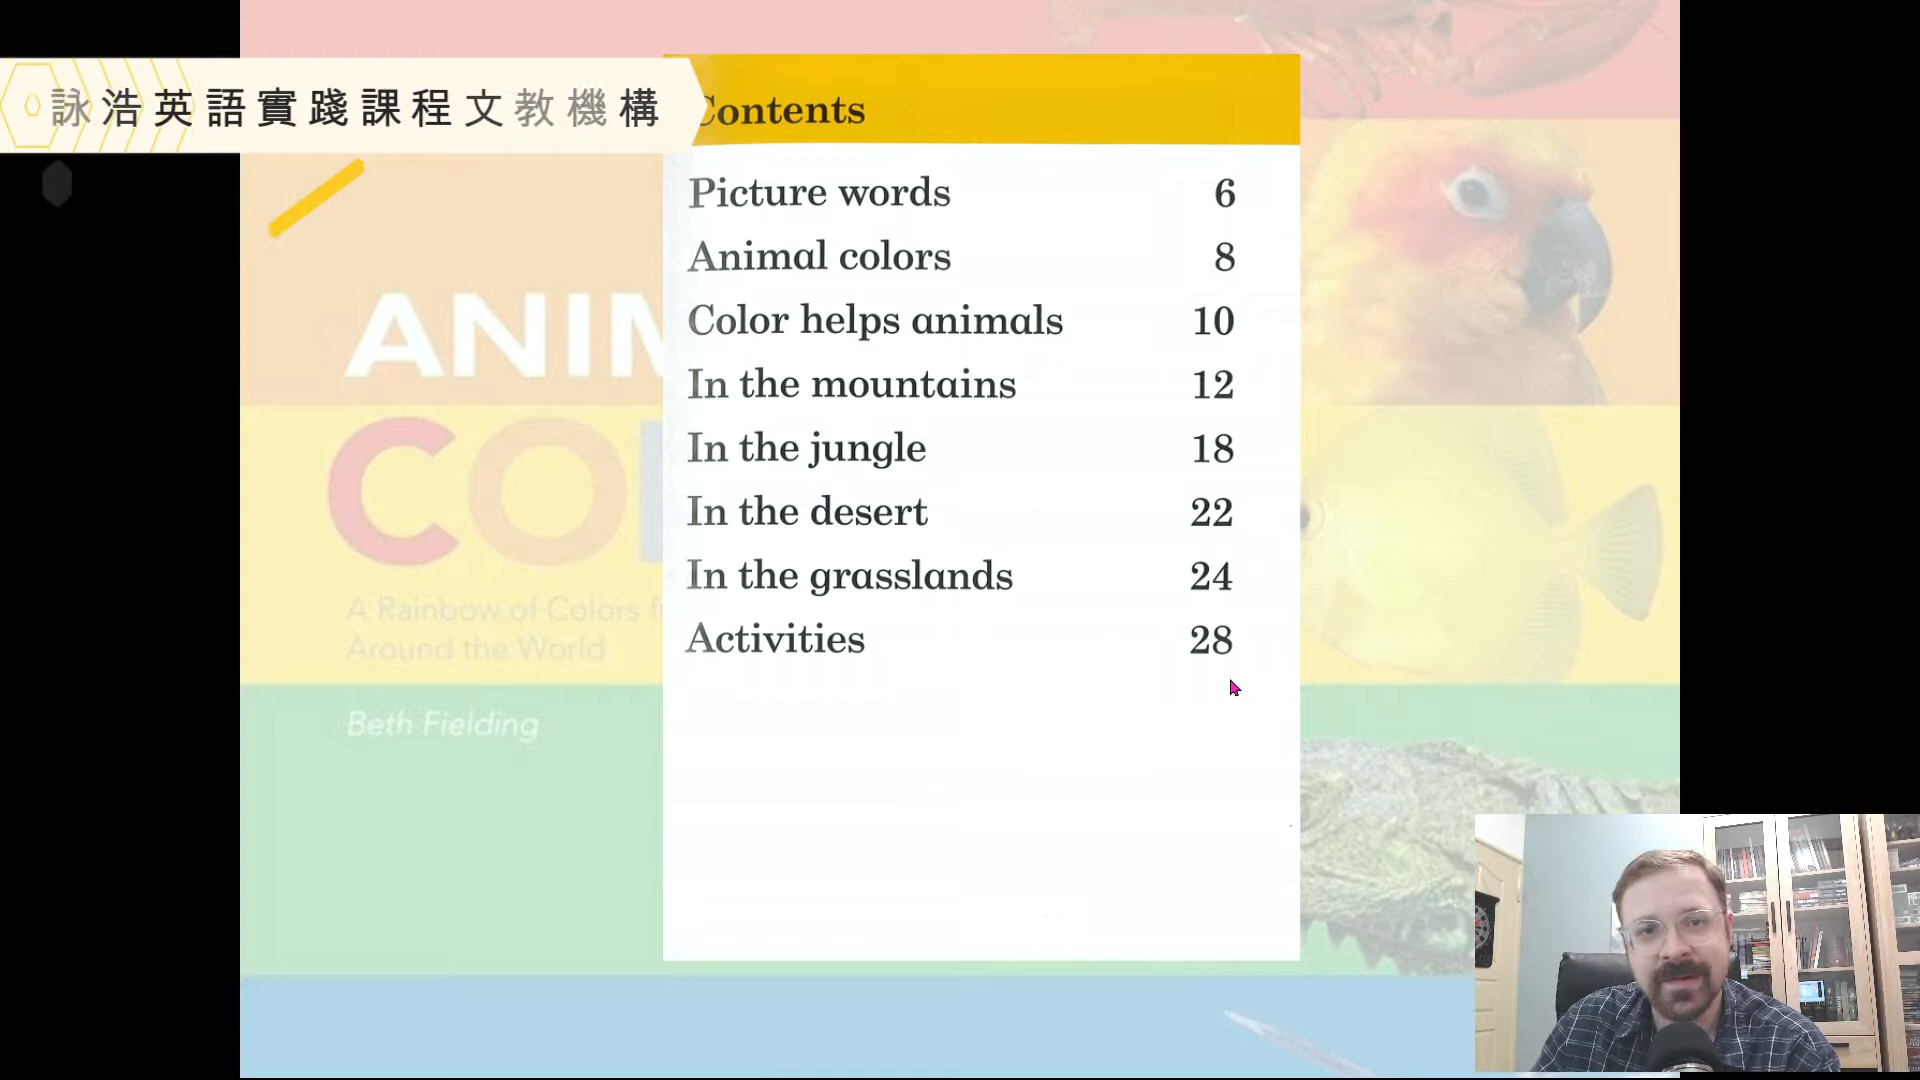 詠浩英語實踐課程文教機構
Contents
Picture words 6
Animal colors 8
Color helps animals 10
In the mountains 12
In the jungle 18
In the desert 22
In the grasslands 24
Activities 28
ANIM
COL
A Rainbow of Colors f
Around the World
Beth Fielding